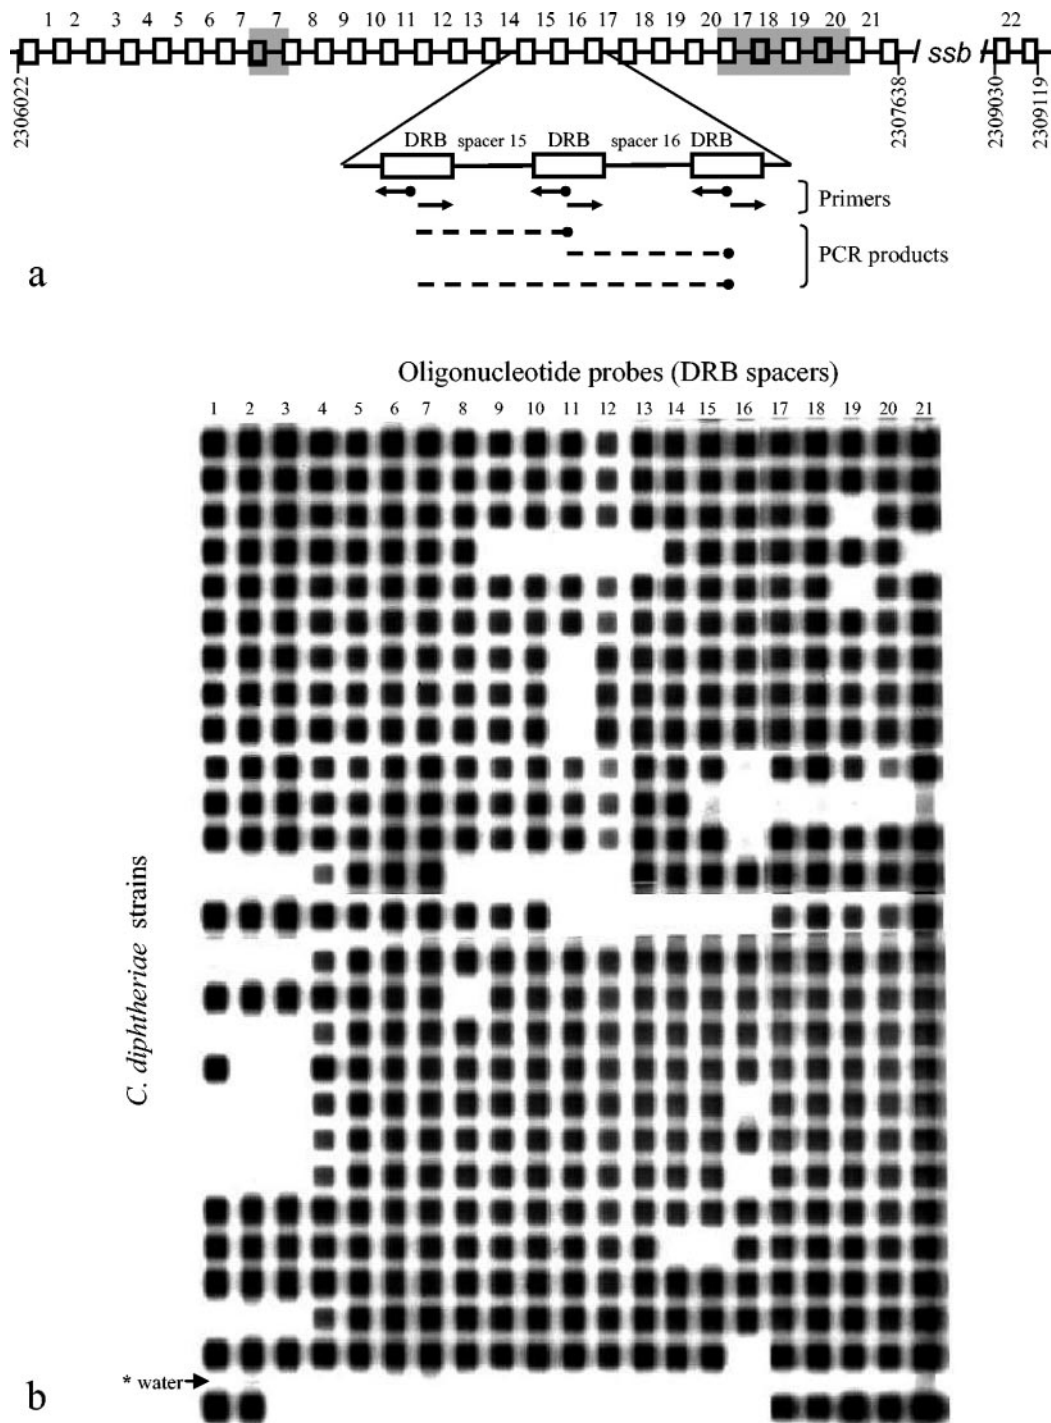 1 2 3 4 5 6 7 7 8 9 10 11 12 13 14 15 16 17 18 19 20 17 18 19 20 21 22
/ ssb /
2306022 2307638 2309030 2309119
DRB spacer 15 DRB spacer 16 DRB
Primers
PCR products
a
Oligonucleotide probes (DRB spacers)
1 2 3 4 5 6 7 8 9 10 11 12 13 14 15 16 17 18 19 20 21
C. diphtheriae strains
* water
b